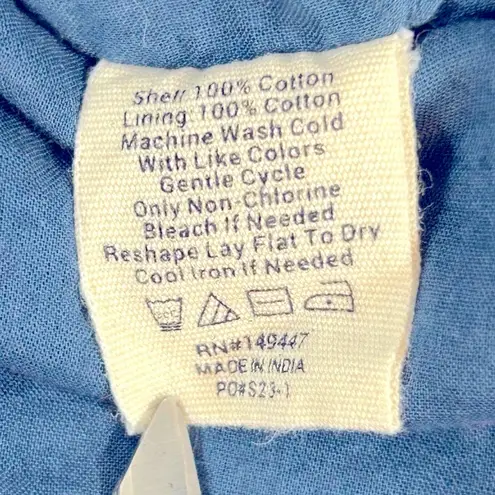 Shell 100% Cotton
Lining 100% Cotton
Machine Wash Cold
With Like Colors
Gentle Cycle
Only Non-Chlorine
Bleach If Needed
Reshape Lay Flat To Dry
Cool Iron If Needed
RN#149447
MADE IN INDIA
PO#S23-1